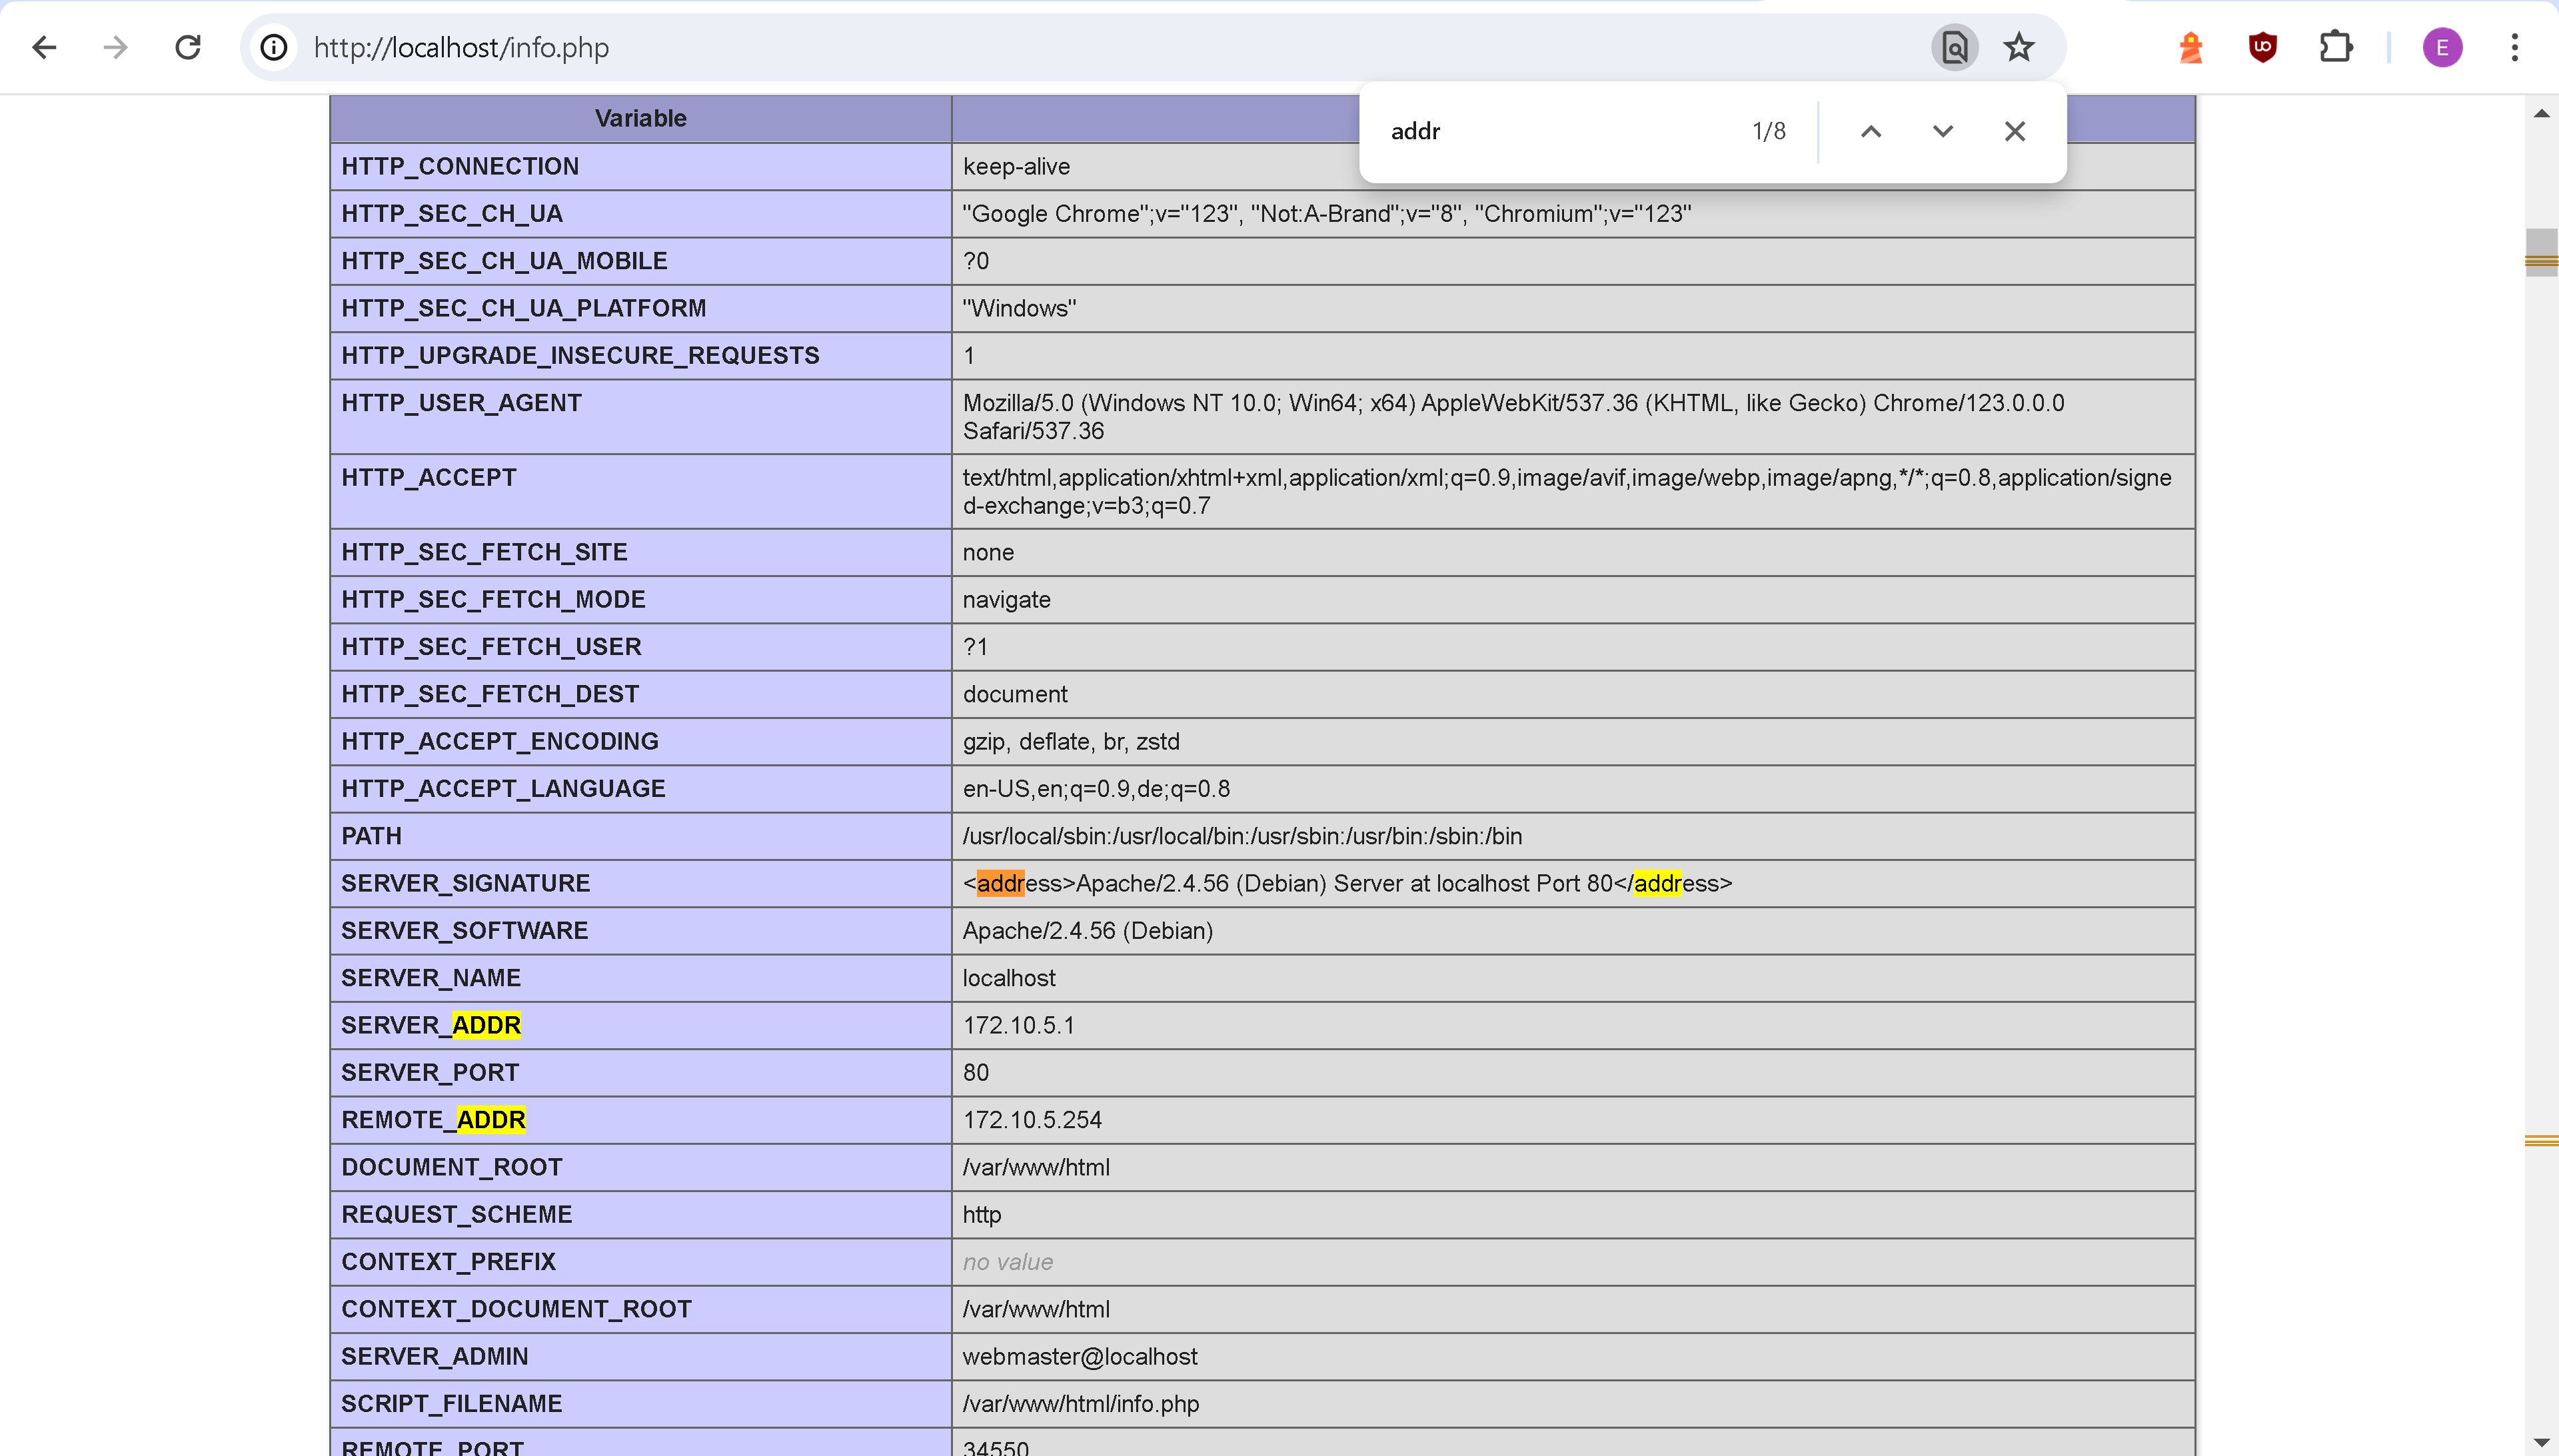 http://localhost/info.php
E
addr 1/8
Variable
HTTP_CONNECTION keep-alive
HTTP_SEC_CH_UA "Google Chrome";v="123", "Not:A-Brand";v="8", "Chromium";v="123"
HTTP_SEC_CH_UA_MOBILE ?0
HTTP_SEC_CH_UA_PLATFORM "Windows"
HTTP_UPGRADE_INSECURE_REQUESTS 1
HTTP_USER_AGENT Mozilla/5.0 (Windows NT 10.0; Win64; x64) AppleWebKit/537.36 (KHTML, like Gecko) Chrome/123.0.0.0
Safari/537.36
HTTP_ACCEPT text/html,application/xhtml+xml,application/xml;q=0.9,image/avif,image/webp,image/apng,*/*;q=0.8,application/signe
d-exchange;v=b3;q=0.7
HTTP_SEC_FETCH_SITE none
HTTP_SEC_FETCH_MODE navigate
HTTP_SEC_FETCH_USER ?1
HTTP_SEC_FETCH_DEST document
HTTP_ACCEPT_ENCODING gzip, deflate, br, zstd
HTTP_ACCEPT_LANGUAGE en-US,en;q=0.9,de;q=0.8
PATH /usr/local/sbin:/usr/local/bin:/usr/sbin:/usr/bin:/sbin:/bin
SERVER_SIGNATURE <address>Apache/2.4.56 (Debian) Server at localhost Port 80</address>
SERVER_SOFTWARE Apache/2.4.56 (Debian)
SERVER_NAME localhost
SERVER_ADDR 172.10.5.1
SERVER_PORT 80
REMOTE_ADDR 172.10.5.254
DOCUMENT_ROOT /var/www/html
REQUEST_SCHEME http
CONTEXT_PREFIX no value
CONTEXT_DOCUMENT_ROOT /var/www/html
SERVER_ADMIN webmaster@localhost
SCRIPT_FILENAME /var/www/html/info.php
REMOTE_PORT 34550